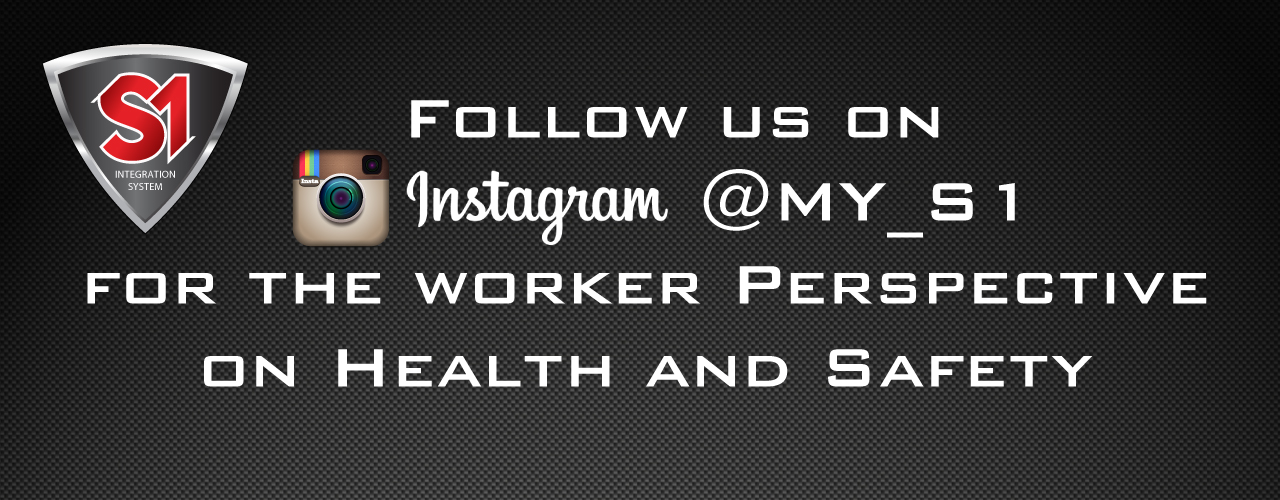 S1
INTEGRATION
SYSTEM
Follow us on
Insta
Instagram @MY_S1
for the worker Perspective
on Health and Safety